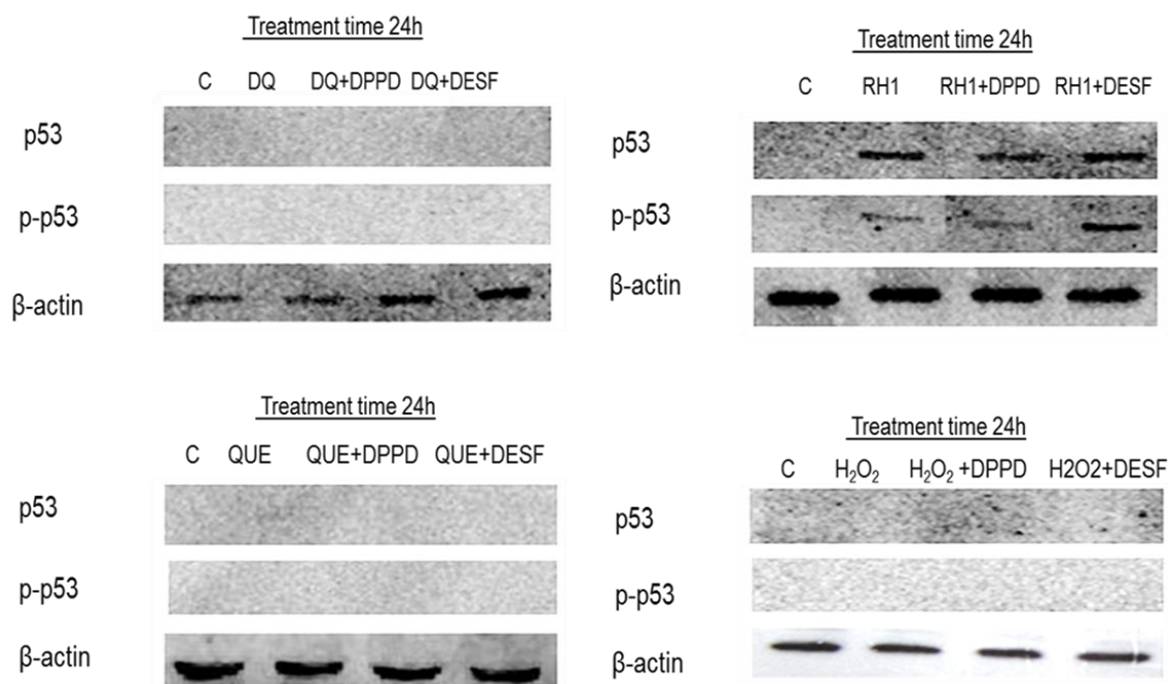 Treatment time 24h
C DQ DQ+DPPD DQ+DESF
p53
p-p53
β-actin
Treatment time 24h
C RH1 RH1+DPPD RH1+DESF
p53
p-p53
β-actin
Treatment time 24h
C QUE QUE+DPPD QUE+DESF
p53
p-p53
β-actin
Treatment time 24h
C H₂O₂ H₂O₂ +DPPD H2O2+DESF
p53
p-p53
β-actin